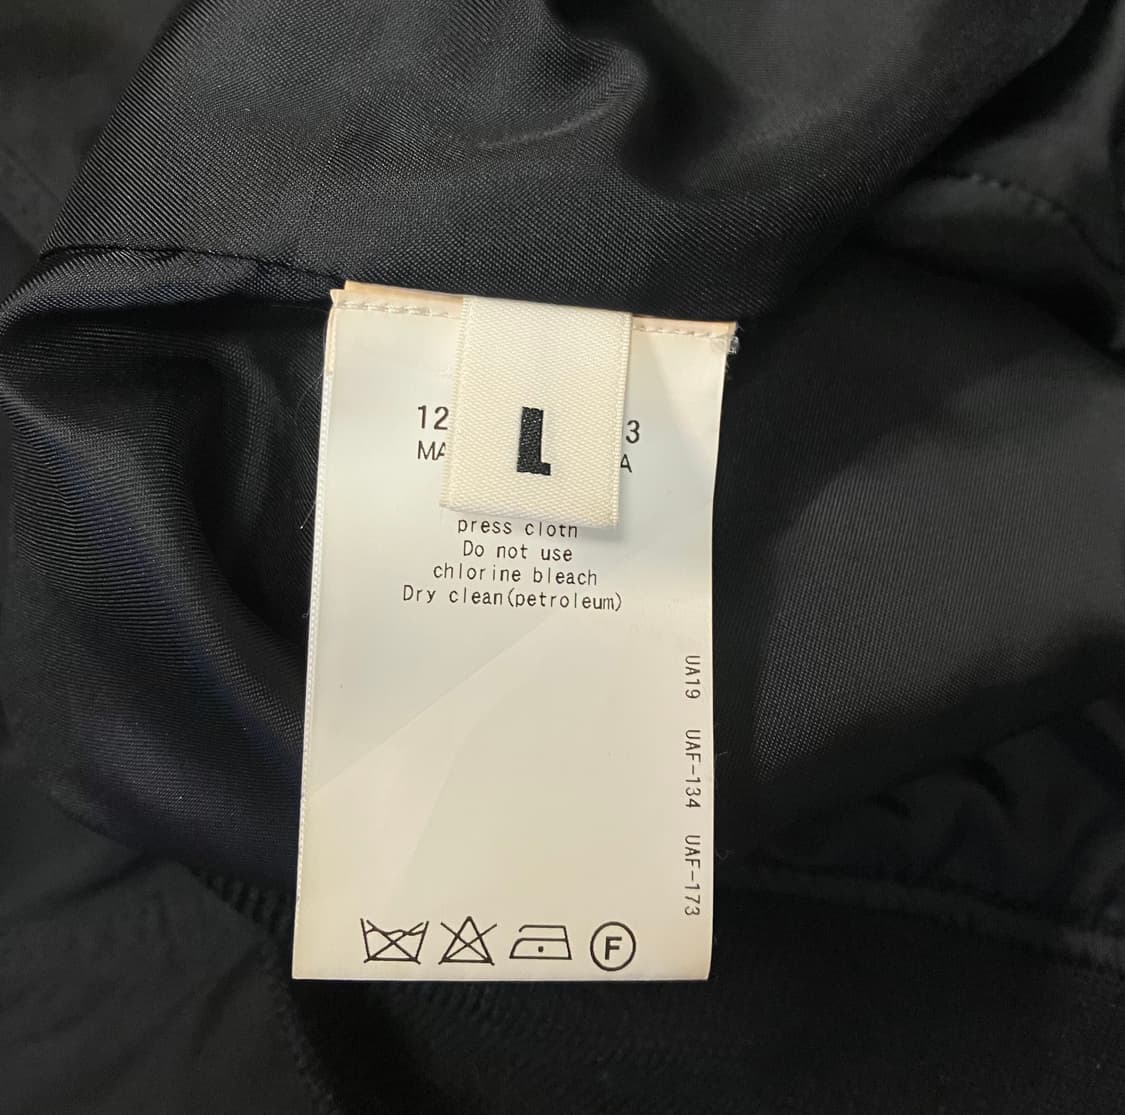 L
12
3
MA
A
press cloth
Do not use
chlorine bleach
Dry clean(petroleum)
UA19 UAF-134 UAF-173
F